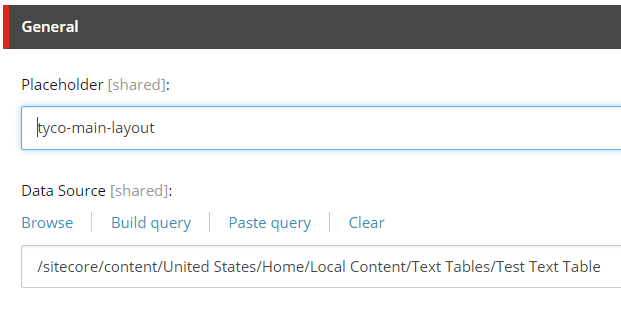 General
Placeholder [shared]:
tyco-main-layout
Data Source [shared]:
Browse Build query Paste query Clear
/sitecore/content/United States/Home/Local Content/Text Tables/Test Text Table